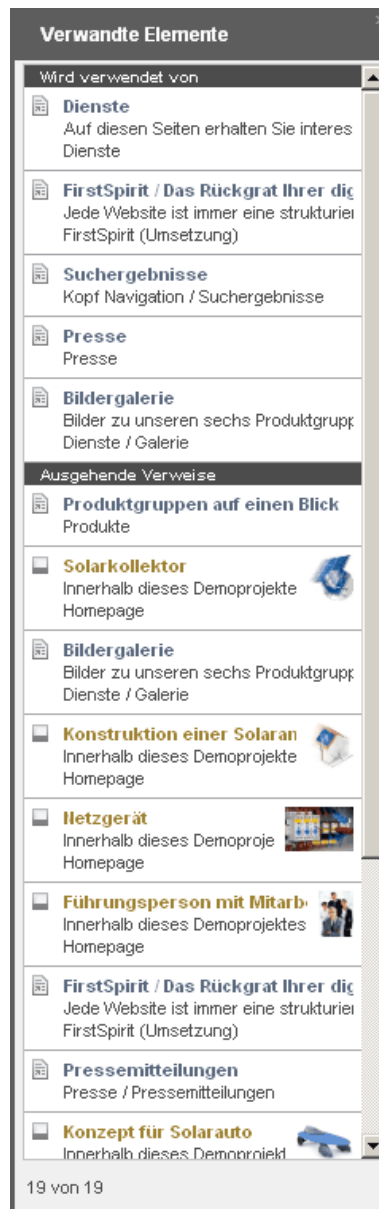 Verwandte Elemente
Wird verwendet von
Dienste
Auf diesen Seiten erhalten Sie interes
Dienste
FirstSpirit / Das Rückgrat Ihrer dig
Jede Website ist immer eine strukturier
FirstSpirit (Umsetzung)
Suchergebnisse
Kopf Navigation / Suchergebnisse
Presse
Presse
Bildergalerie
Bilder zu unseren sechs Produktgrupp
Dienste / Galerie
Ausgehende Verweise
Produktgruppen auf einen Blick
Produkte
Solarkollektor
Innerhalb dieses Demoprojekte
Homepage
Bildergalerie
Bilder zu unseren sechs Produktgrupp
Dienste / Galerie
Konstruktion einer Solaran
Innerhalb dieses Demoprojekte
Homepage
Netzgerät
Innerhalb dieses Demoproje
Homepage
Führungsperson mit Mitarb
Innerhalb dieses Demoprojektes
Homepage
FirstSpirit / Das Rückgrat Ihrer dig
Jede Website ist immer eine strukturier
FirstSpirit (Umsetzung)
Pressemitteilungen
Presse / Pressemitteilungen
Konzept für Solarauto
Innerhalb dieses Demoprojekt
19 von 19